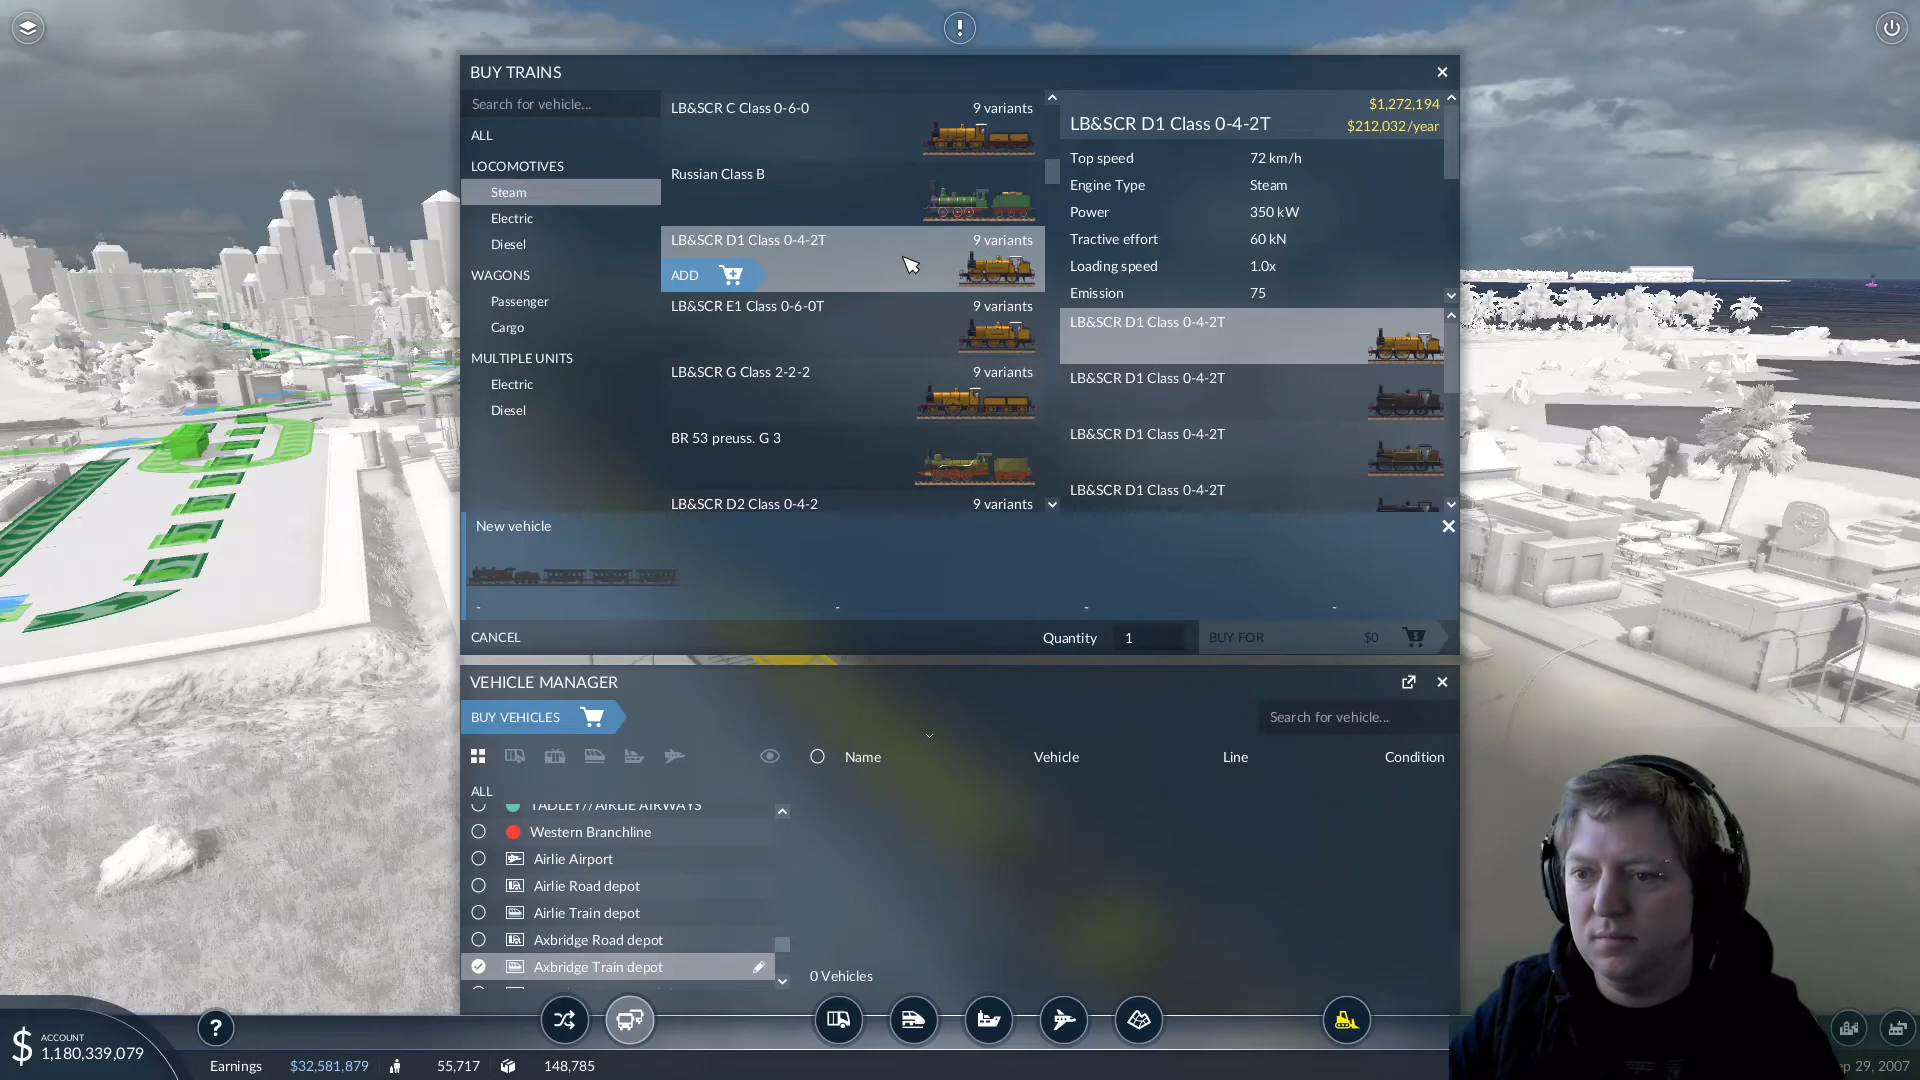 BUY TRAINS
Search for vehicle...
ALL
LOCOMOTIVES
Steam
Electric
Diesel
WAGONS
Passenger
Cargo
MULTIPLE UNITS
Electric
Diesel
LB&SCR C Class 0-6-0 9 variants
Russian Class B
LB&SCR D1 Class 0-4-2T 9 variants
ADD
LB&SCR E1 Class 0-6-0T 9 variants
LB&SCR G Class 2-2-2 9 variants
BR 53 preuss. G 3
LB&SCR D2 Class 0-4-2 9 variants
$1,272,194
LB&SCR D1 Class 0-4-2T $212,032/year
Top speed 72 km/h
Engine Type Steam
Power 350 kW
Tractive effort 60 kN
Loading speed 1.0x
Emission 75
LB&SCR D1 Class 0-4-2T
LB&SCR D1 Class 0-4-2T
LB&SCR D1 Class 0-4-2T
LB&SCR D1 Class 0-4-2T
New vehicle
- - - -
CANCEL Quantity 1 BUY FOR $0
VEHICLE MANAGER
BUY VEHICLES Search for vehicle...
Name Vehicle Line Condition
ALL
TADLEY//AIRLIE AIRWAYS
Western Branchline
Airlie Airport
Airlie Road depot
Airlie Train depot
Axbridge Road depot
Axbridge Train depot
0 Vehicles
$ ACCOUNT
1,180,339,079
?
Earnings $32,581,879 55,717 148,785
29, 2007